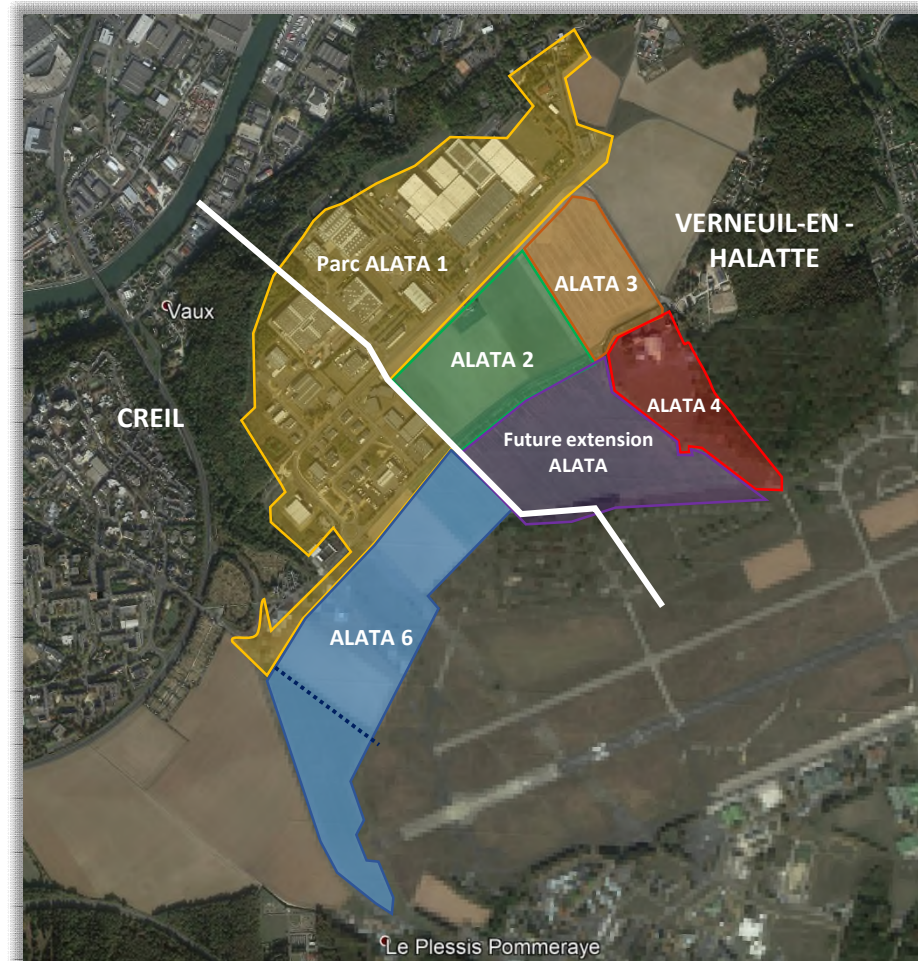 VERNEUIL-EN -
HALATTE
Parc ALATA 1
ALATA 3
Vaux
ALATA 2
CREIL
ALATA 4
Future extension
ALATA
ALATA 6
Le Plessis Pommeraye